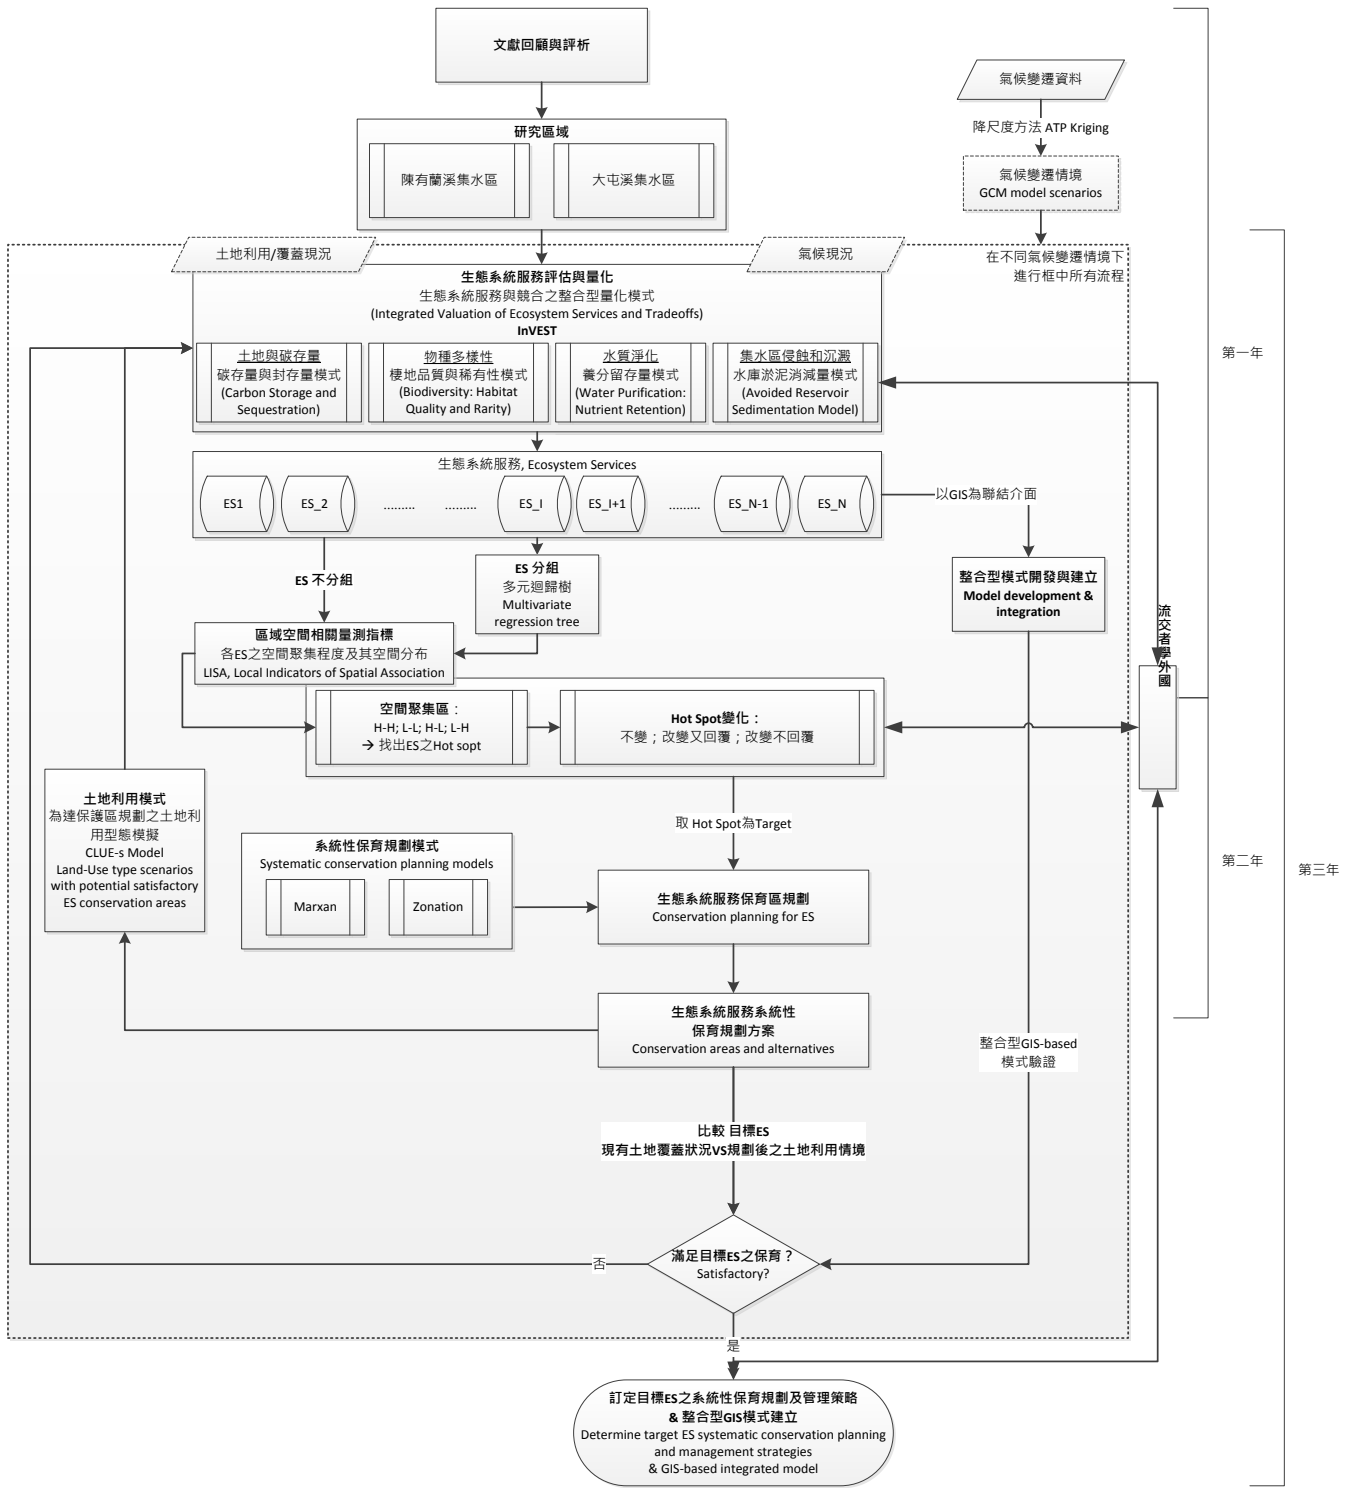 文獻回顧與評析
氣候變遷資料
降尺度方法 ATP Kriging
氣候變遷情境
GCM model scenarios
研究區域
陳有蘭溪集水區
大屯溪集水區
土地利用/覆蓋現況
氣候現況
在不同氣候變遷情境下
進行框中所有流程
生態系統服務評估與量化
生態系統服務與競合之整合型量化模式
(Integrated Valuation of Ecosystem Services and Tradeoffs)
InVEST
土地與碳存量
碳存量與封存量模式
(Carbon Storage and
Sequestration)
物種多樣性
棲地品質與稀有性模式
(Biodiversity: Habitat
Quality and Rarity)
水質淨化
養分留存量模式
(Water Purification:
Nutrient Retention)
集水區侵蝕和沉澱
水庫淤泥消減量模式
(Avoided Reservoir
Sedimentation Model)
第一年
生態系統服務, Ecosystem Services
ES1
ES_2
.........
.........
ES_I
ES_I+1
.........
ES_N-1
ES_N
以GIS為聯結介面
ES 不分組
ES 分組
多元迴歸樹
Multivariate
regression tree
整合型模式開發與建立
Model development &
integration
區域空間相關量測指標
各ES之空間聚集程度及其空間分布
LISA, Local Indicators of Spatial Association
流交者學外國
空間聚集區：
H-H; L-L; H-L; L-H
→ 找出ES之Hot sopt
Hot Spot變化：
不變；改變又回覆；改變不回覆
土地利用模式
為達保護區規劃之土地利
用型態模擬
CLUE-s Model
Land-Use type scenarios
with potential satisfactory
ES conservation areas
取 Hot Spot為Target
系統性保育規劃模式
Systematic conservation planning models
Marxan
Zonation
生態系統服務保育區規劃
Conservation planning for ES
第二年
第三年
生態系統服務系統性
保育規劃方案
Conservation areas and alternatives
整合型GIS-based
模式驗證
比較 目標ES
現有土地覆蓋狀況VS規劃後之土地利用情境
滿足目標ES之保育？
Satisfactory?
否
是
訂定目標ES之系統性保育規劃及管理策略
& 整合型GIS模式建立
Determine target ES systematic conservation planning
and management strategies
& GIS-based integrated model